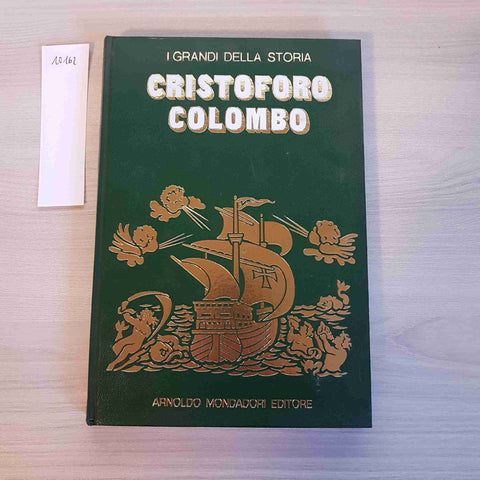 10162
I GRANDI DELLA STORIA
CRISTOFORO
COLOMBO
ARNOLDO MONDADORI EDITORE